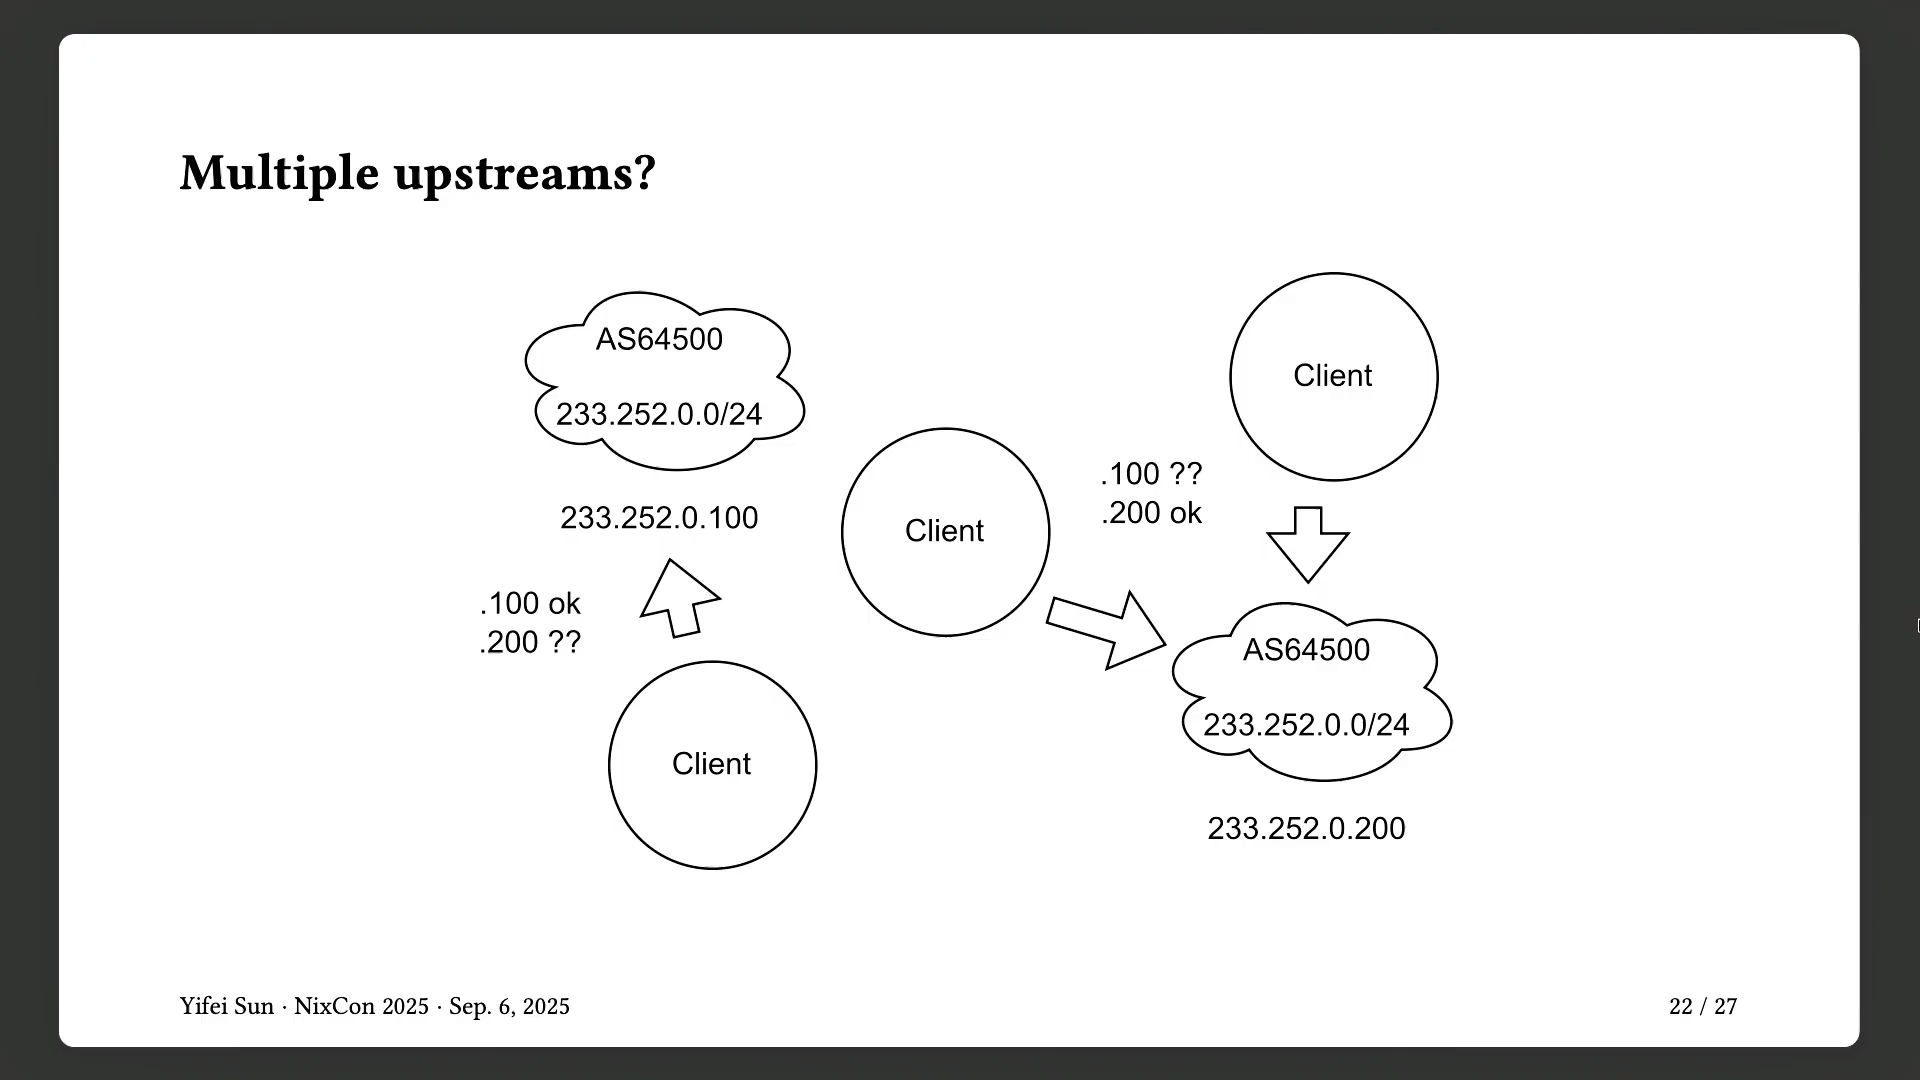 Multiple upstreams?
AS64500
233.252.0.0/24
233.252.0.100
.100 ok
.200 ??
Client
Client
Client
.100 ??
.200 ok
AS64500
233.252.0.0/24
233.252.0.200
Yifei Sun · NixCon 2025 · Sep. 6, 2025
22 / 27